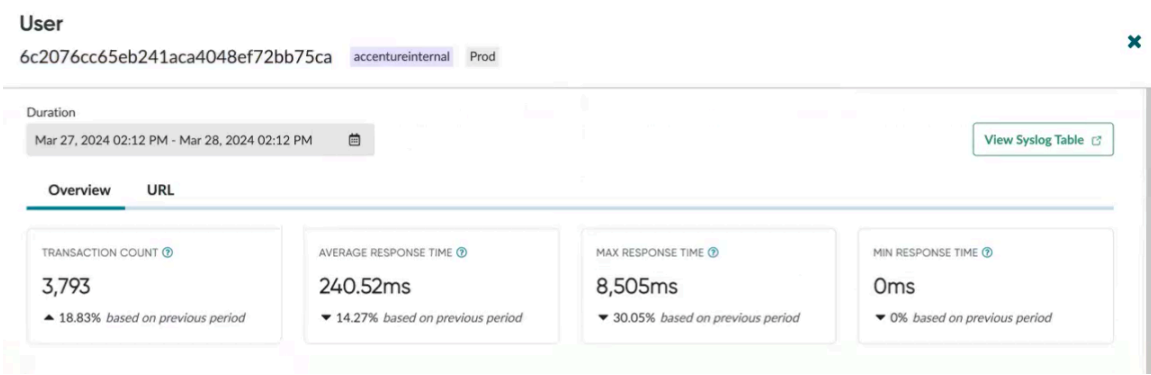 User
6c2076cc65eb241aca4048ef72bb75ca accentureinternal Prod
Duration
Mar 27, 2024 02:12 PM - Mar 28, 2024 02:12 PM
View Syslog Table
Overview URL
TRANSACTION COUNT
3,793
18.83% based on previous period
AVERAGE RESPONSE TIME
240.52ms
14.27% based on previous period
MAX RESPONSE TIME
8,505ms
30.05% based on previous period
MIN RESPONSE TIME
0ms
0% based on previous period